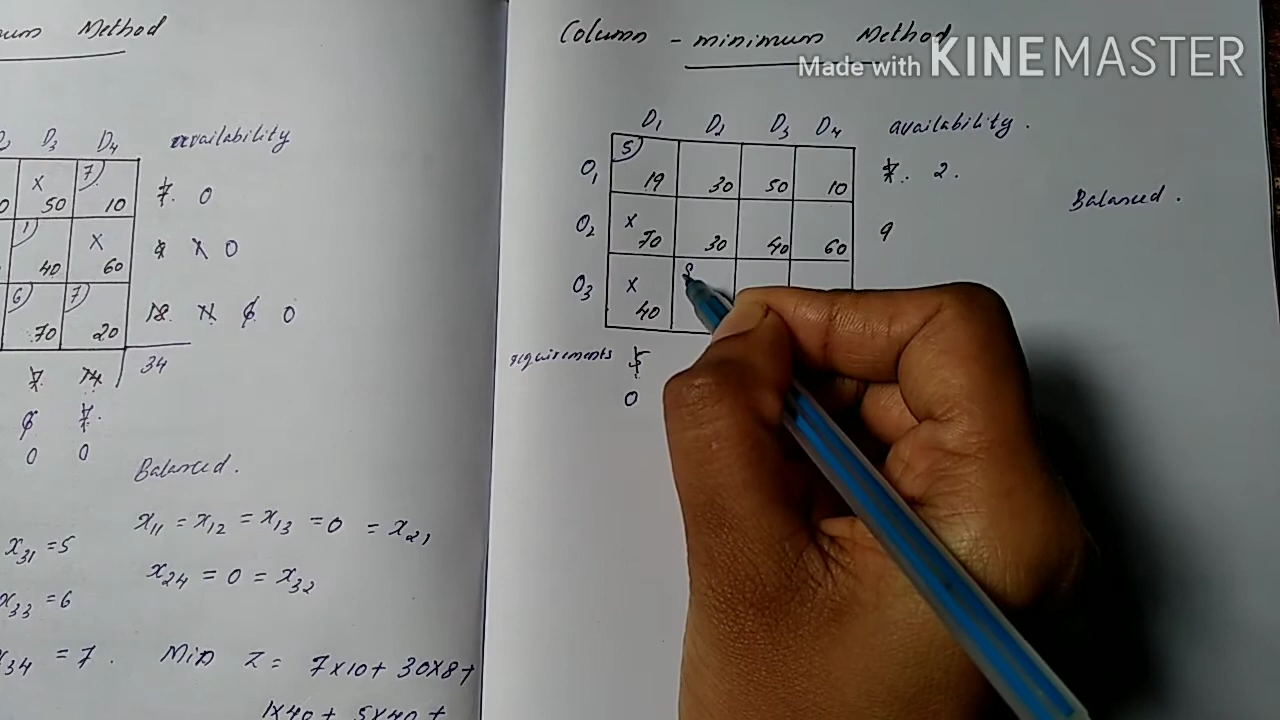 Method
D3 D4 availability
x 50 7 10 7. 0
1 40 x 60 9 1 0
6 70 7 20 18. 11 6 0
7. 14 34
6 7.
0 0
Balanced.
x31 = 5 x11 = x12 = x13 = 0 = x21,
x24 = 0 = x32
x33 = 6
x34 = 7. Min Z = 7x10 + 30x8 +
1x40 + 5x40 +
Column - minimum Method
Made with KINEMASTER
D1 D2 D3 D4 availability.
O1 5 19 30 50 10 7. 2.
Balanced.
O2 x 70 30 40 60 9
O3 x 40 8
requirements 5
0